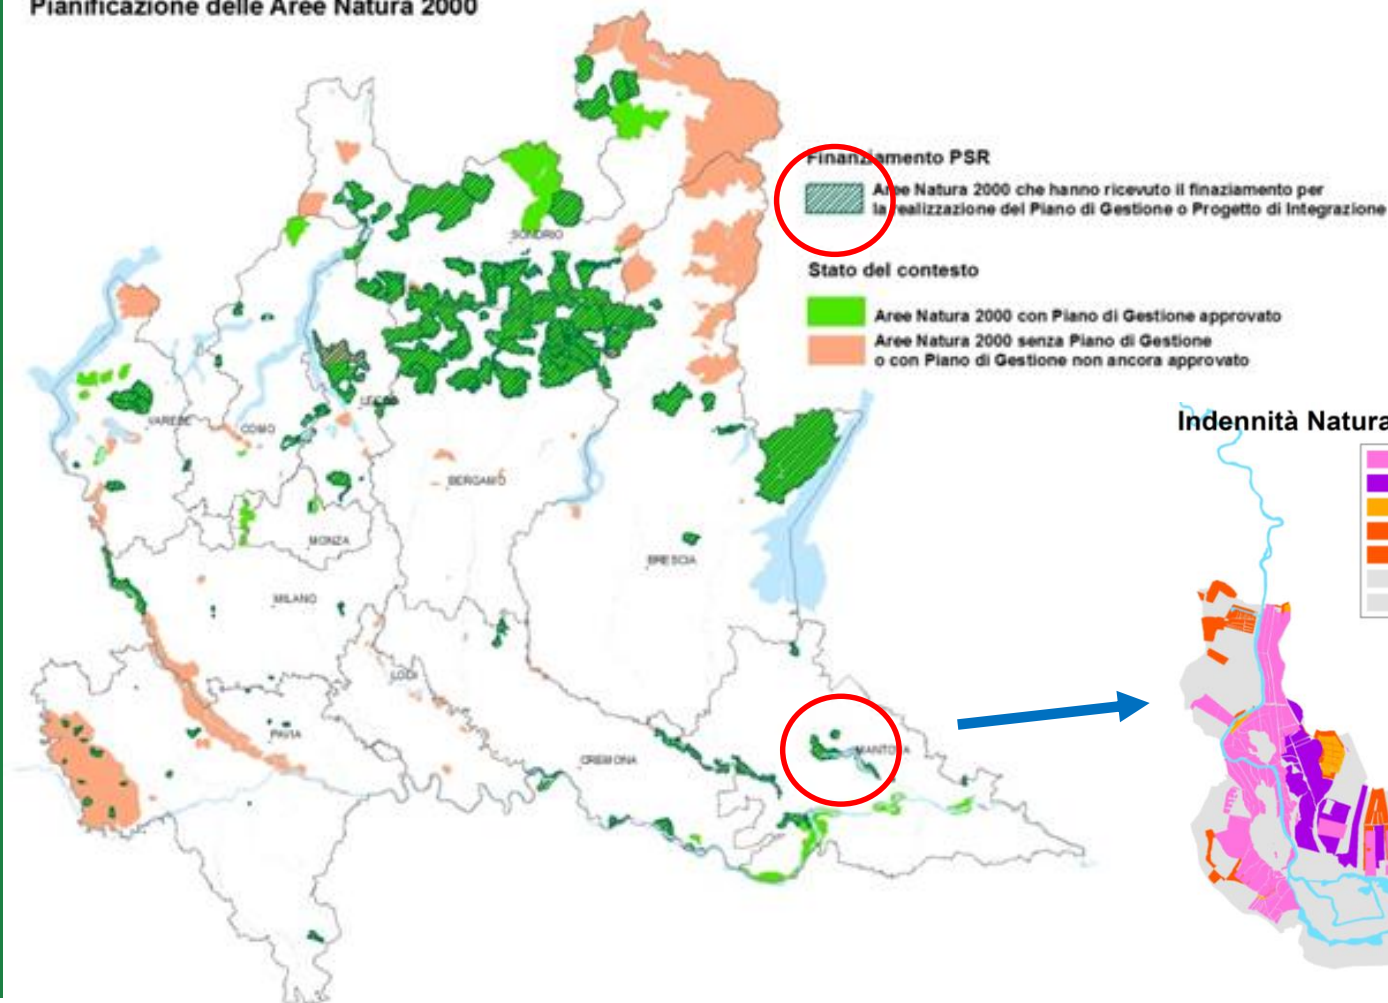 Pianificazione delle Aree Natura 2000
Finanziamento PSR
Aree Natura 2000 che hanno ricevuto il finaziamento per
la realizzazione del Piano di Gestione o Progetto di Integrazione
Stato del contesto
Aree Natura 2000 con Piano di Gestione approvato
Aree Natura 2000 senza Piano di Gestione
o con Piano di Gestione non ancora approvato
Indennità Natura
SONDRIO
LECCO
VARESE
COMO
BERGAMO
MONZA
BRESCIA
MILANO
LODI
PAVIA
CREMONA
MANTOVA